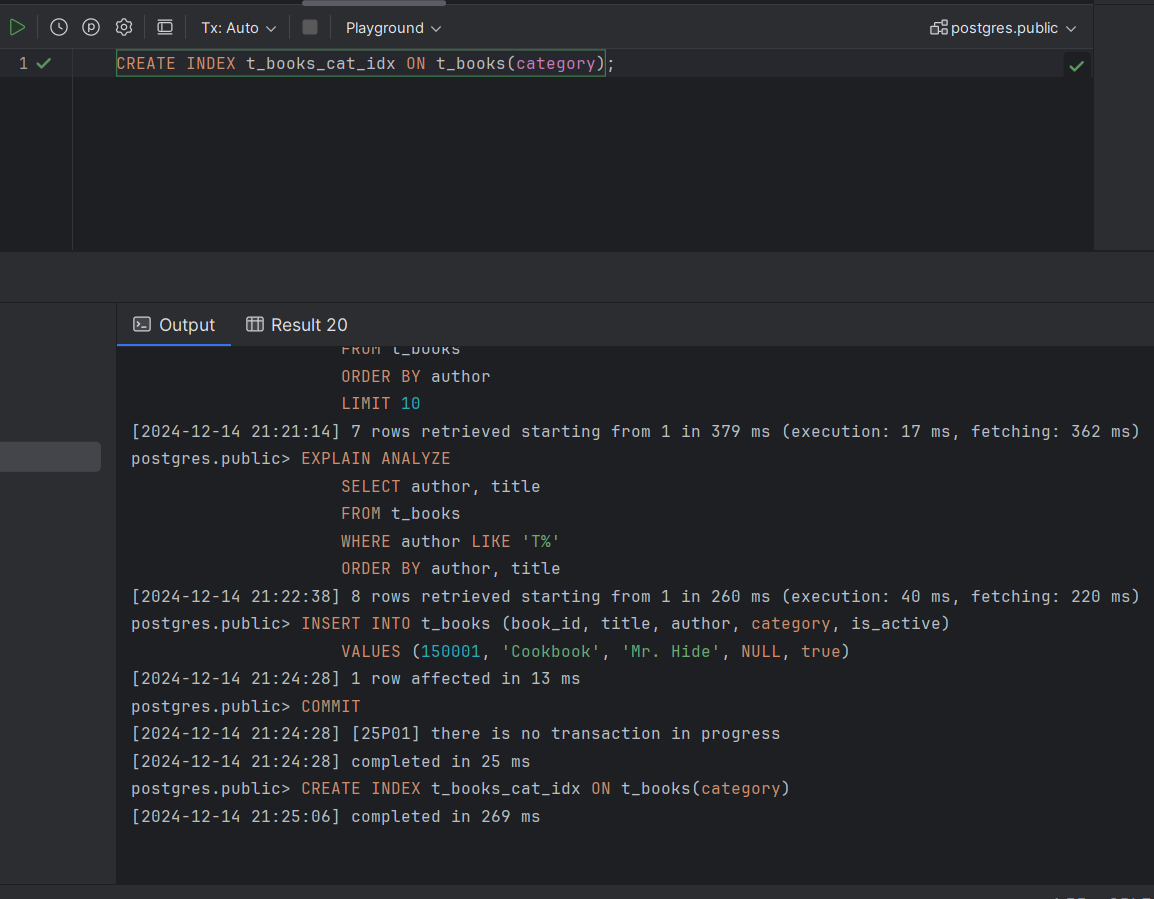 Tx: Auto Playground postgres.public
1 CREATE INDEX t_books_cat_idx ON t_books(category);
Output Result 20
FROM t_books
ORDER BY author
LIMIT 10
[2024-12-14 21:21:14] 7 rows retrieved starting from 1 in 379 ms (execution: 17 ms, fetching: 362 ms)
postgres.public> EXPLAIN ANALYZE
SELECT author, title
FROM t_books
WHERE author LIKE 'T%'
ORDER BY author, title
[2024-12-14 21:22:38] 8 rows retrieved starting from 1 in 260 ms (execution: 40 ms, fetching: 220 ms)
postgres.public> INSERT INTO t_books (book_id, title, author, category, is_active)
VALUES (150001, 'Cookbook', 'Mr. Hide', NULL, true)
[2024-12-14 21:24:28] 1 row affected in 13 ms
postgres.public> COMMIT
[2024-12-14 21:24:28] [25P01] there is no transaction in progress
[2024-12-14 21:24:28] completed in 25 ms
postgres.public> CREATE INDEX t_books_cat_idx ON t_books(category)
[2024-12-14 21:25:06] completed in 269 ms